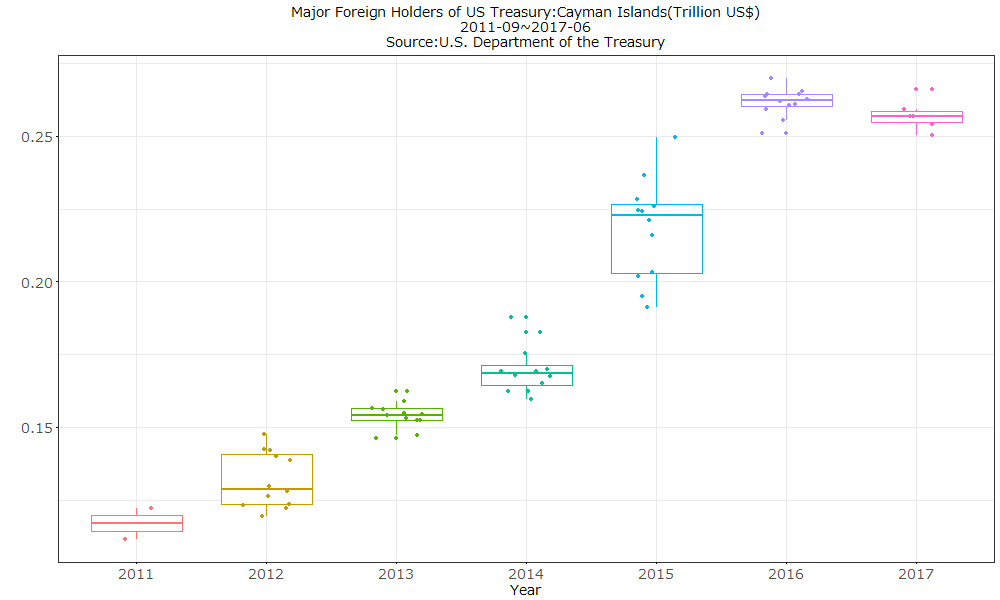 Major Foreign Holders of US Treasury:Cayman Islands(Trillion US$)
2011-09~2017-06
Source:U.S. Department of the Treasury
0.25
0.20
0.15
2011 2012 2013 2014 2015 2016 2017
Year